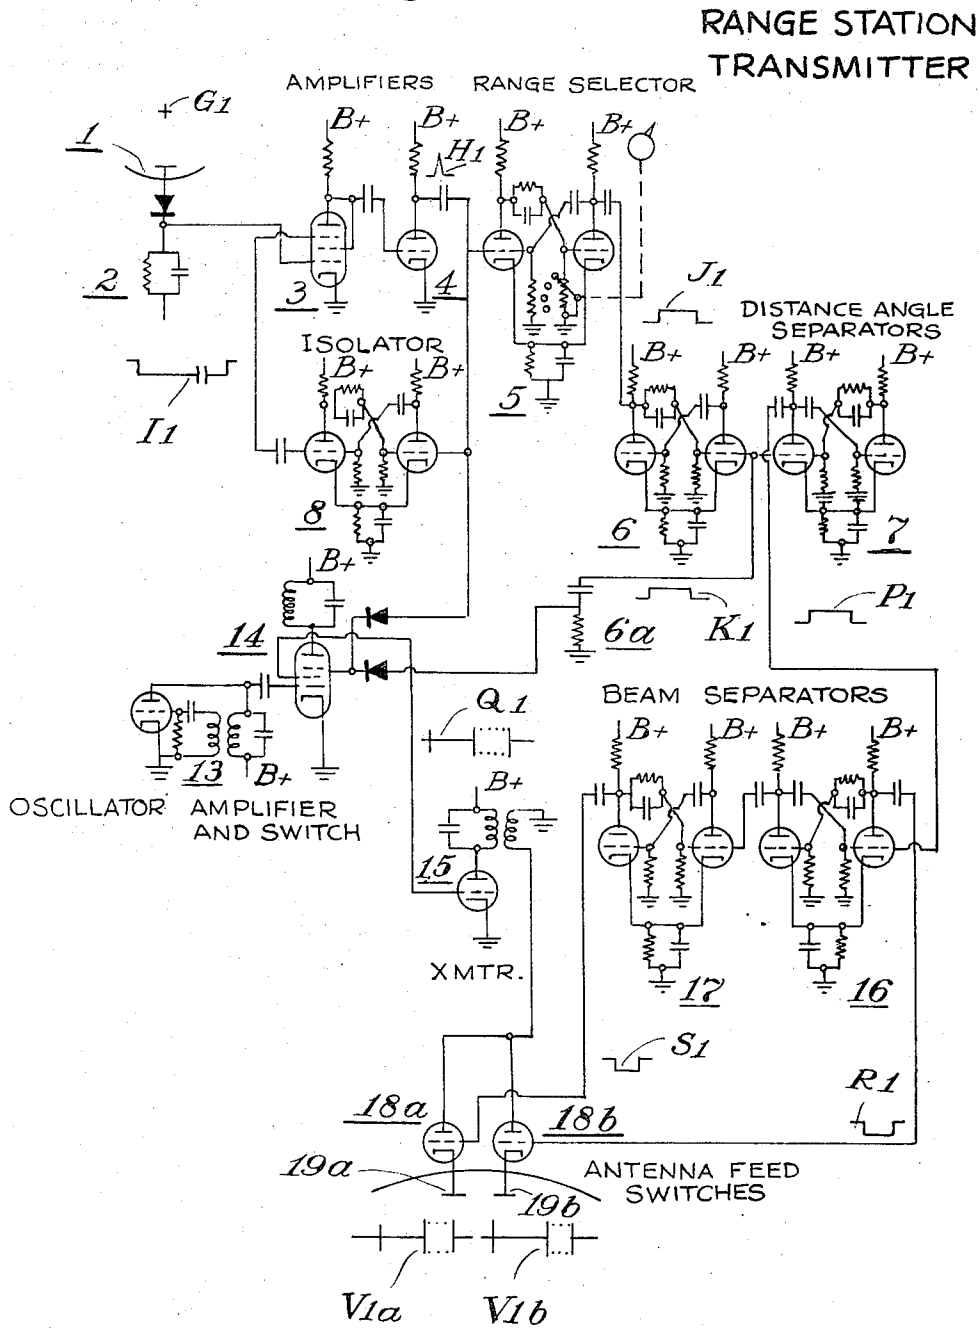 RANGE STATION
TRANSMITTER
AMPLIFIERS RANGE SELECTOR
G1
1
B+ B+ B+ B+
H1
2 3 4
J1
DISTANCE ANGLE
SEPARATORS
ISOLATOR
B+ B+ B+ B+ B+ B+
I1
5
8
6 7
B+
14
6a K1 P1
Q1
BEAM SEPARATORS
B+ B+ B+ B+
13 B+
B+
OSCILLATOR AMPLIFIER
AND SWITCH
15
XMTR.
17 16
S1
R1
18a 18b
19a
ANTENNA FEED
SWITCHES
19b
V1a V1b